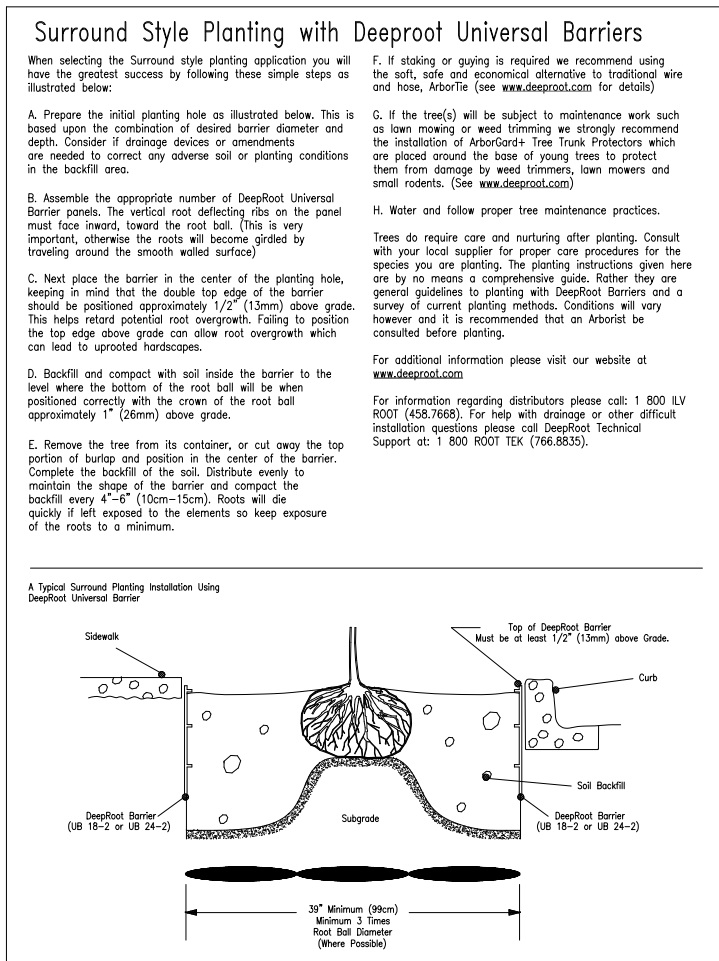 Surround Style Planting with Deeproot Universal Barriers
When selecting the Surround style planting application you will
have the greatest success by following these simple steps as
illustrated below:
A. Prepare the initial planting hole as illustrated below. This is
based upon the combination of desired barrier diameter and
depth. Consider if drainage devices or amendments
are needed to correct any adverse soil or planting conditions
in the backfill area.
B. Assemble the appropriate number of DeepRoot Universal
Barrier panels. The vertical root deflecting ribs on the panel
must face inward, toward the root ball. (This is very
important, otherwise the roots will become girdled by
traveling around the smooth walled surface)
C. Next place the barrier in the center of the planting hole,
keeping in mind that the double top edge of the barrier
should be positioned approximately 1/2" (13mm) above grade.
This helps retard potential root overgrowth. Failing to position
the top edge above grade can allow root overgrowth which
can lead to uprooted hardscapes.
D. Backfill and compact with soil inside the barrier to the
level where the bottom of the root ball will be when
positioned correctly with the crown of the root ball
approximately 1" (26mm) above grade.
E. Remove the tree from its container, or cut away the top
portion of burlap and position in the center of the barrier.
Complete the backfill of the soil. Distribute evenly to
maintain the shape of the barrier and compact the
backfill every 4"-6" (10cm-15cm). Roots will die
quickly if left exposed to the elements so keep exposure
of the roots to a minimum.
F. If staking or guying is required we recommend using
the soft, safe and economical alternative to traditional wire
and hose, ArborTie (see www.deeproot.com for details)
G. If the tree(s) will be subject to maintenance work such
as lawn mowing or weed trimming we strongly recommend
the installation of ArborGard+ Tree Trunk Protectors which
are placed around the base of young trees to protect
them from damage by weed trimmers, lawn mowers and
small rodents. (See www.deeproot.com)
H. Water and follow proper tree maintenance practices.
Trees do require care and nurturing after planting. Consult
with your local supplier for proper care procedures for the
species you are planting. The planting instructions given here
are by no means a comprehensive guide. Rather they are
general guidelines to planting with DeepRoot Barriers and a
survey of current planting methods. Conditions will vary
however and it is recommended that an Arborist be
consulted before planting.
For additional information please visit our website at
www.deeproot.com
For information regarding distributors please call: 1 800 ILV
ROOT (458.7668). For help with drainage or other difficult
installation questions please call DeepRoot Technical
Support at: 1 800 ROOT TEK (766.8835).
A Typical Surround Planting Installation Using
DeepRoot Universal Barrier
Top of DeepRoot Barrier
Must be at least 1/2" (13mm) above Grade.
Sidewalk
Curb
Soil Backfill
Subgrade
DeepRoot Barrier
(UB 18-2 or UB 24-2)
DeepRoot Barrier
(UB 18-2 or UB 24-2)
39" Minimum (99cm)
Minimum 3 Times
Root Ball Diameter
(Where Possible)